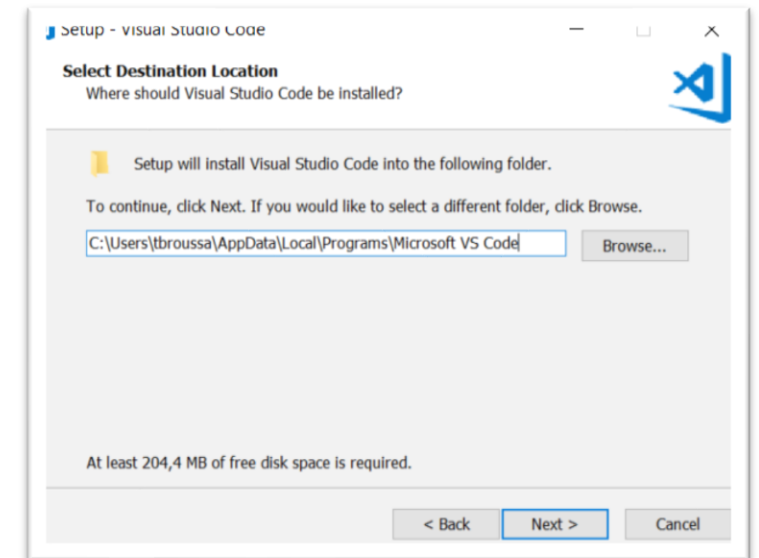 Setup - Visual Studio Code
Select Destination Location
Where should Visual Studio Code be installed?
Setup will install Visual Studio Code into the following folder.
To continue, click Next. If you would like to select a different folder, click Browse.
C:\Users\tbroussa\AppData\Local\Programs\Microsoft VS Code
Browse...
At least 204,4 MB of free disk space is required.
< Back
Next >
Cancel